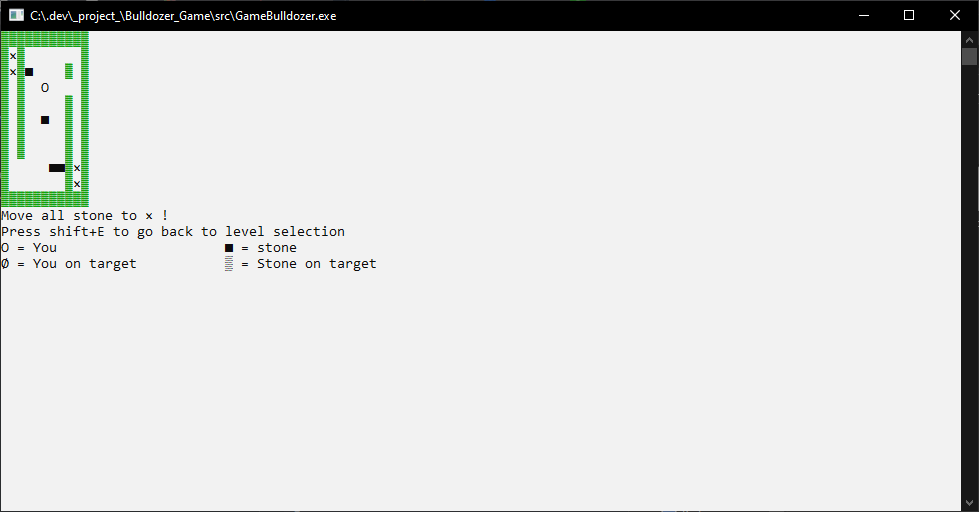 C:\.dev\_project_\Bulldozer_Game\src\GameBulldozer.exe
▒▒▒▒▒▒▒▒▒▒▒
▒×▒       ▒
▒×▒■    ▒ ▒
▒ ▒  O    ▒
▒ ▒     ▒ ▒
▒ ▒  ■  ▒ ▒
▒ ▒     ▒ ▒
▒ ▒     ▒ ▒
▒     ■■▒×▒
▒       ▒×▒
▒▒▒▒▒▒▒▒▒▒▒
Move all stone to × !
Press shift+E to go back to level selection
O = You                     ■ = stone
Ø = You on target           ▒ = Stone on target